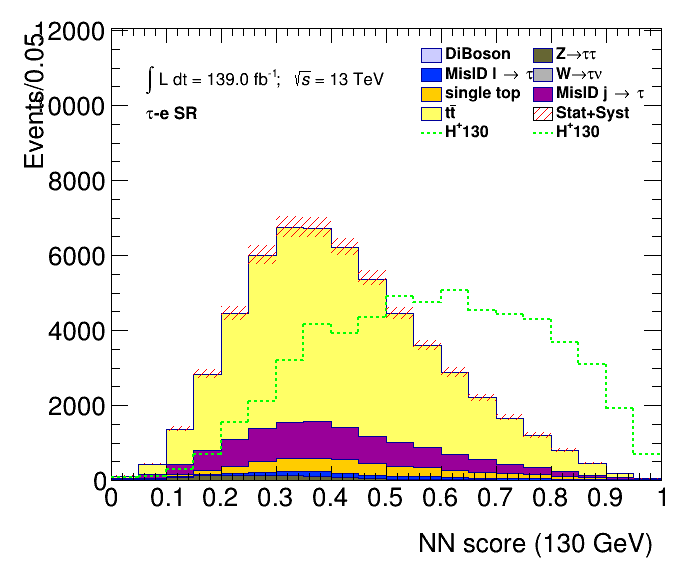 Events/0.05
12000
10000
8000
6000
4000
2000
0
∫ L dt = 139.0 fb⁻¹; √s = 13 TeV
τ-e SR
DiBoson
Z→ττ
MisID l → τ
W→τν
single top
MisID j → τ
tt̄
Stat+Syst
H⁺130
H⁺130
0 0.1 0.2 0.3 0.4 0.5 0.6 0.7 0.8 0.9 1
NN score (130 GeV)